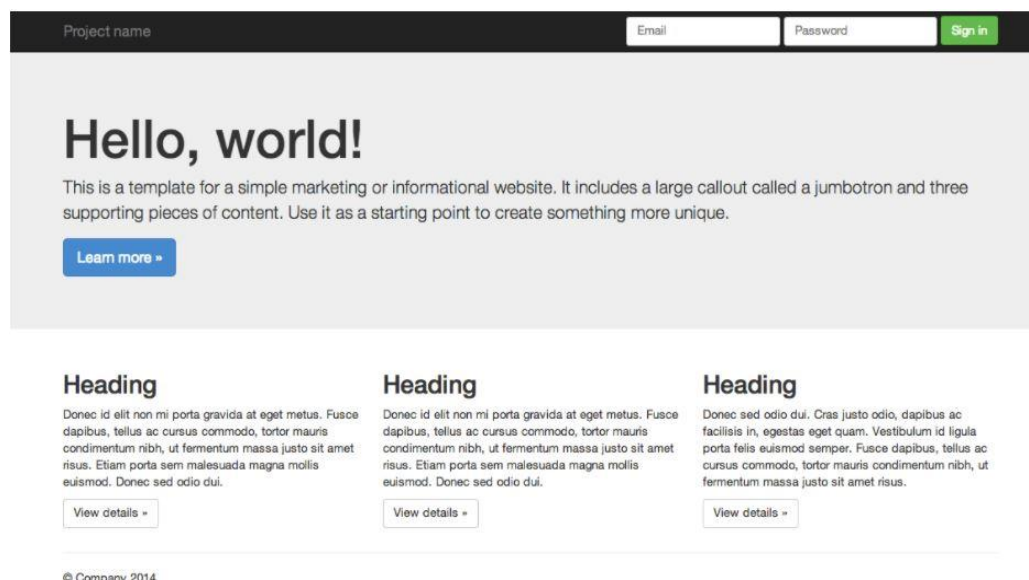 Project name Email Password Sign in
Hello, world!
This is a template for a simple marketing or informational website. It includes a large callout called a jumbotron and three
supporting pieces of content. Use it as a starting point to create something more unique.
Learn more »
Heading
Donec id elit non mi porta gravida at eget metus. Fusce
dapibus, tellus ac cursus commodo, tortor mauris
condimentum nibh, ut fermentum massa justo sit amet
risus. Etiam porta sem malesuada magna mollis
euismod. Donec sed odio dui.
View details »
Heading
Donec id elit non mi porta gravida at eget metus. Fusce
dapibus, tellus ac cursus commodo, tortor mauris
condimentum nibh, ut fermentum massa justo sit amet
risus. Etiam porta sem malesuada magna mollis
euismod. Donec sed odio dui.
View details »
Heading
Donec sed odio dui. Cras justo odio, dapibus ac
facilisis in, egestas eget quam. Vestibulum id ligula
porta felis euismod semper. Fusce dapibus, tellus ac
cursus commodo, tortor mauris condimentum nibh, ut
fermentum massa justo sit amet risus.
View details »
© Company 2014